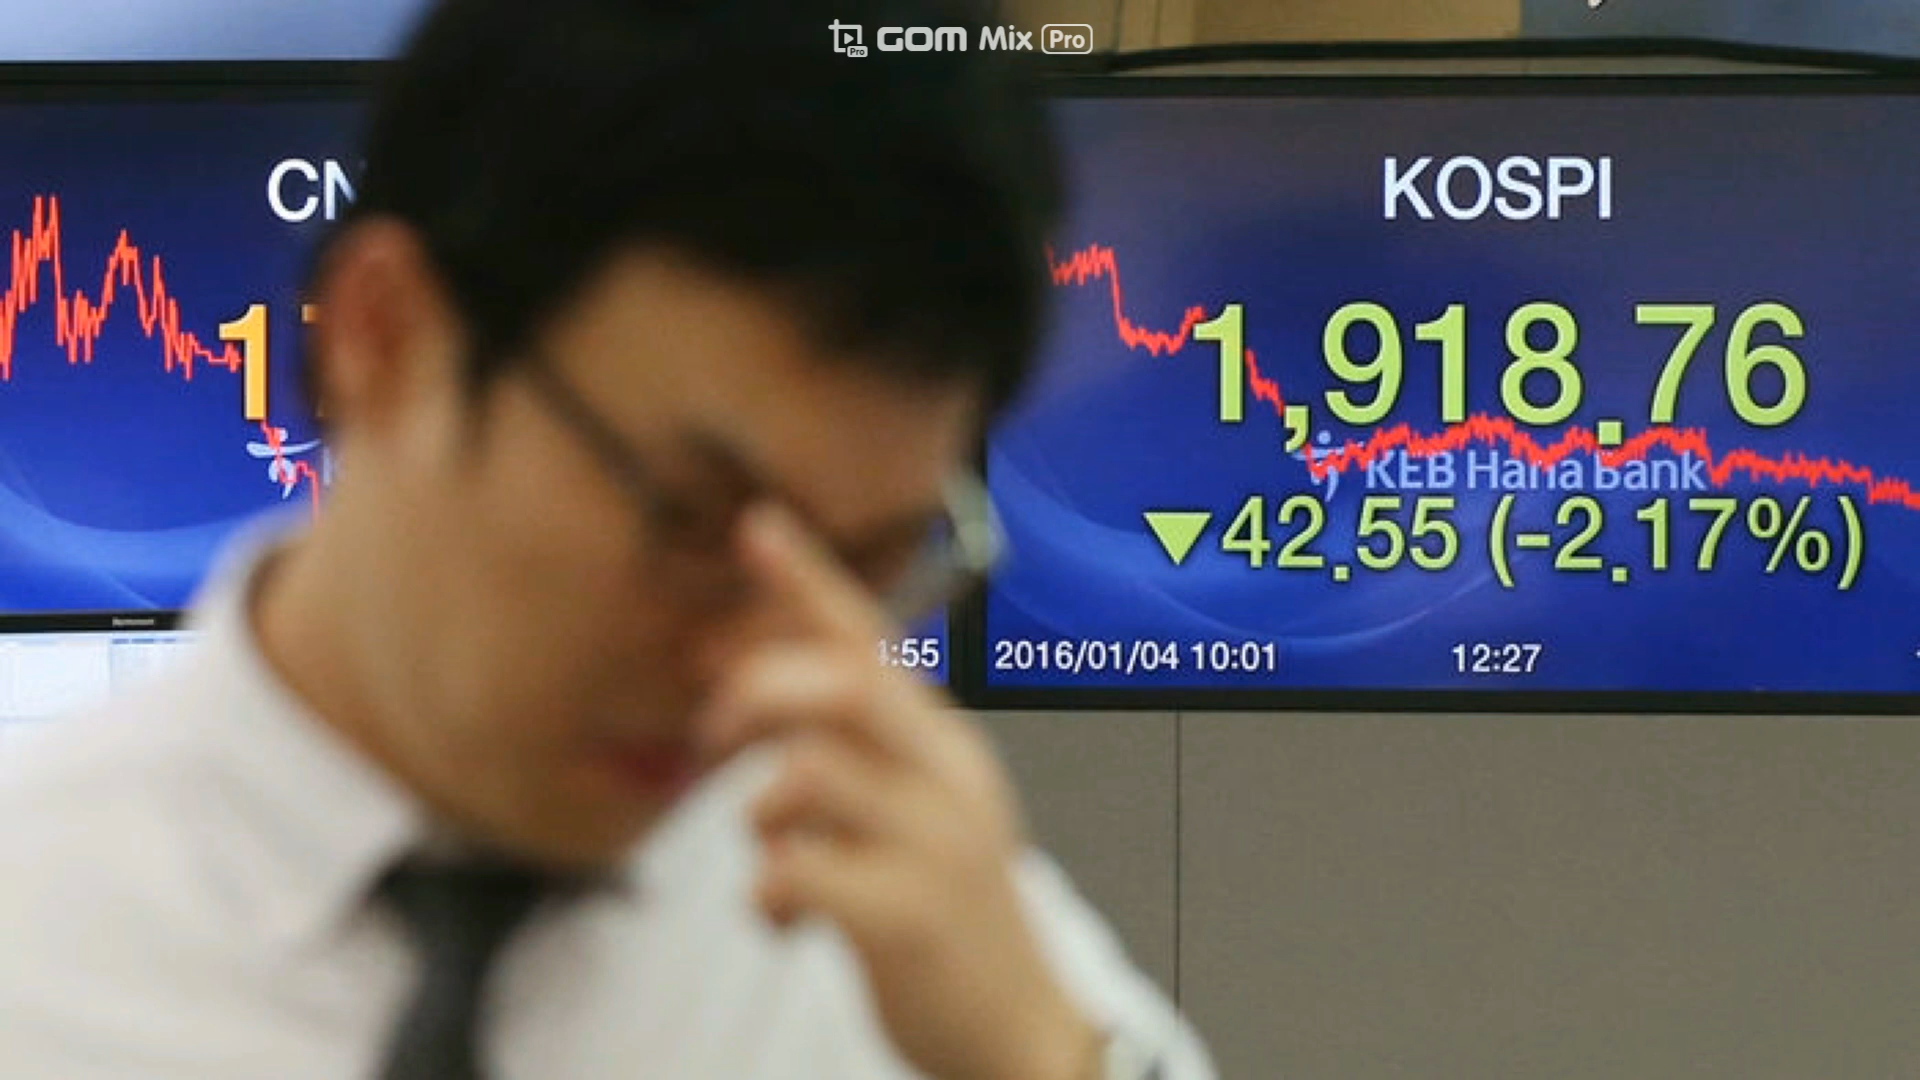 GOM Mix Pro
CN
KOSPI
1,918.76
KEB Hana Bank
▼42.55 (-2.17%)
:55
2016/01/04 10:01
12:27